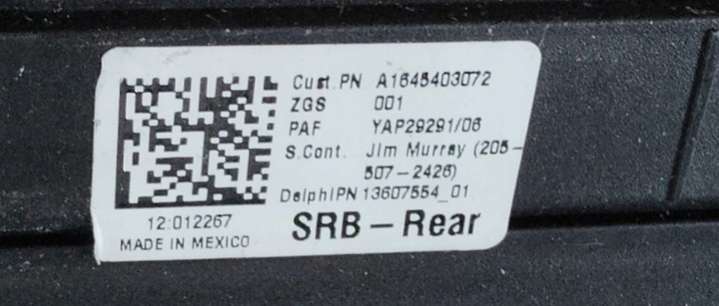 Cust.PN A1645403072
ZGS 001
PAF YAP29291/06
S.Cont. Jim Murray (205-
507-2426)
DelphiPN 13607554_01
12:012267
MADE IN MEXICO
SRB-Rear